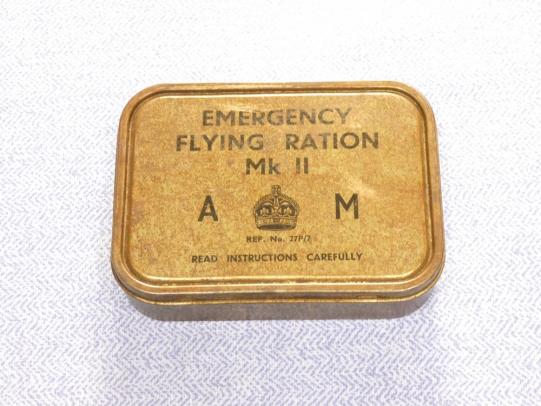 EMERGENCY
FLYING RATION
Mk II
A M
REF. No. 27P/7
READ INSTRUCTIONS CAREFULLY